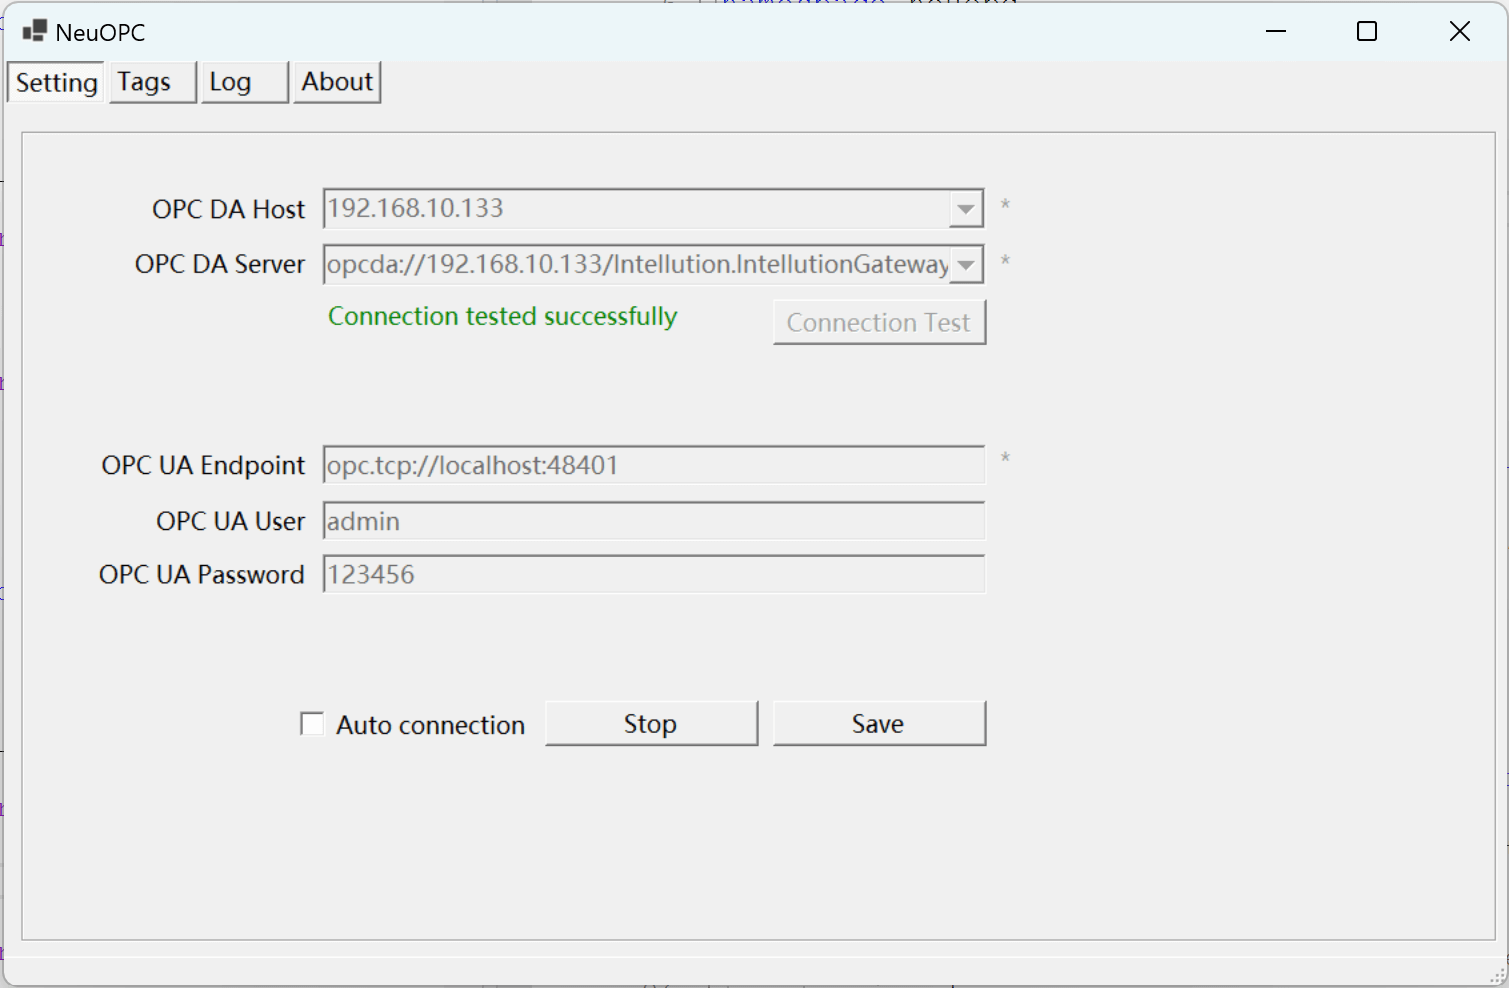 NeuOPC
Setting Tags Log About
OPC DA Host 192.168.10.133 *
OPC DA Server opcda://192.168.10.133/Intellution.IntellutionGateway *
Connection tested successfully Connection Test
OPC UA Endpoint opc.tcp://localhost:48401 *
OPC UA User admin
OPC UA Password 123456
Auto connection Stop Save